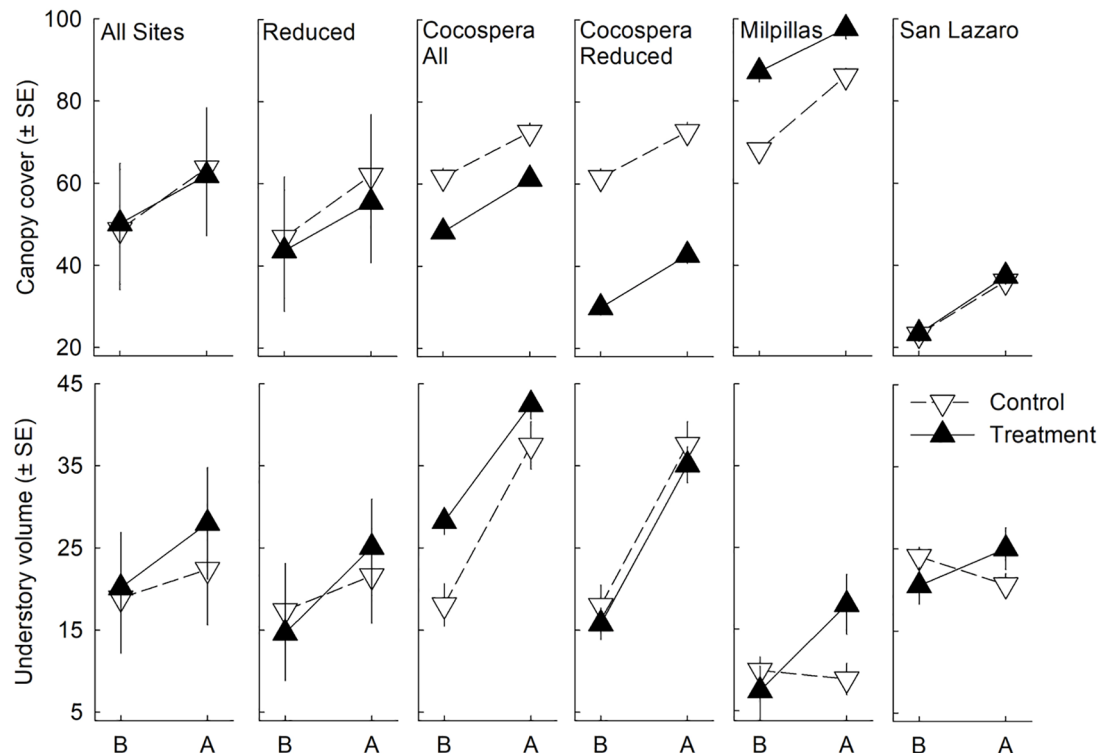 All Sites
Reduced
Cocospera
All
Cocospera
Reduced
Milpillas
San Lazaro
Canopy cover (± SE)
100
80
60
40
20
Understory volume (± SE)
45
35
25
15
5
Control
Treatment
B A B A B A B A B A B A